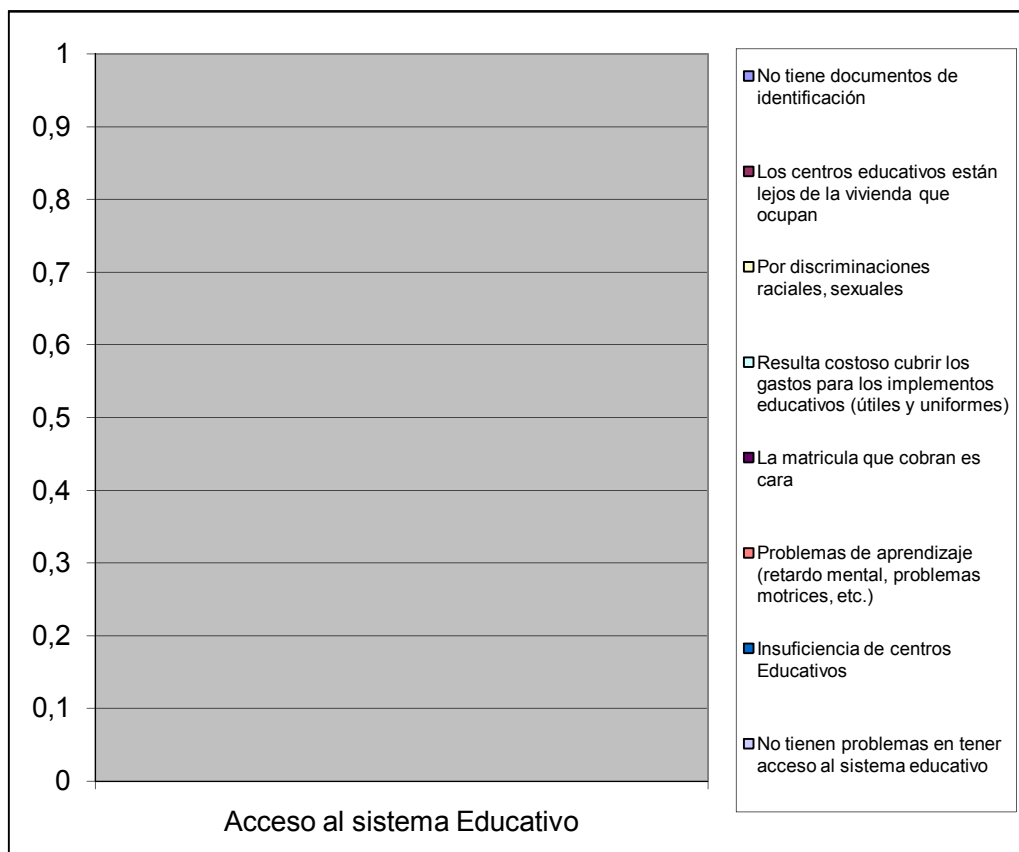 1
0,9
0,8
0,7
0,6
0,5
0,4
0,3
0,2
0,1
0
Acceso al sistema Educativo
No tiene documentos de
identificación
Los centros educativos están
lejos de la vivienda que
ocupan
Por discriminaciones
raciales, sexuales
Resulta costoso cubrir los
gastos para los implementos
educativos (útiles y uniformes)
La matricula que cobran es
cara
Problemas de aprendizaje
(retardo mental, problemas
motrices, etc.)
Insuficiencia de centros
Educativos
No tienen problemas en tener
acceso al sistema educativo